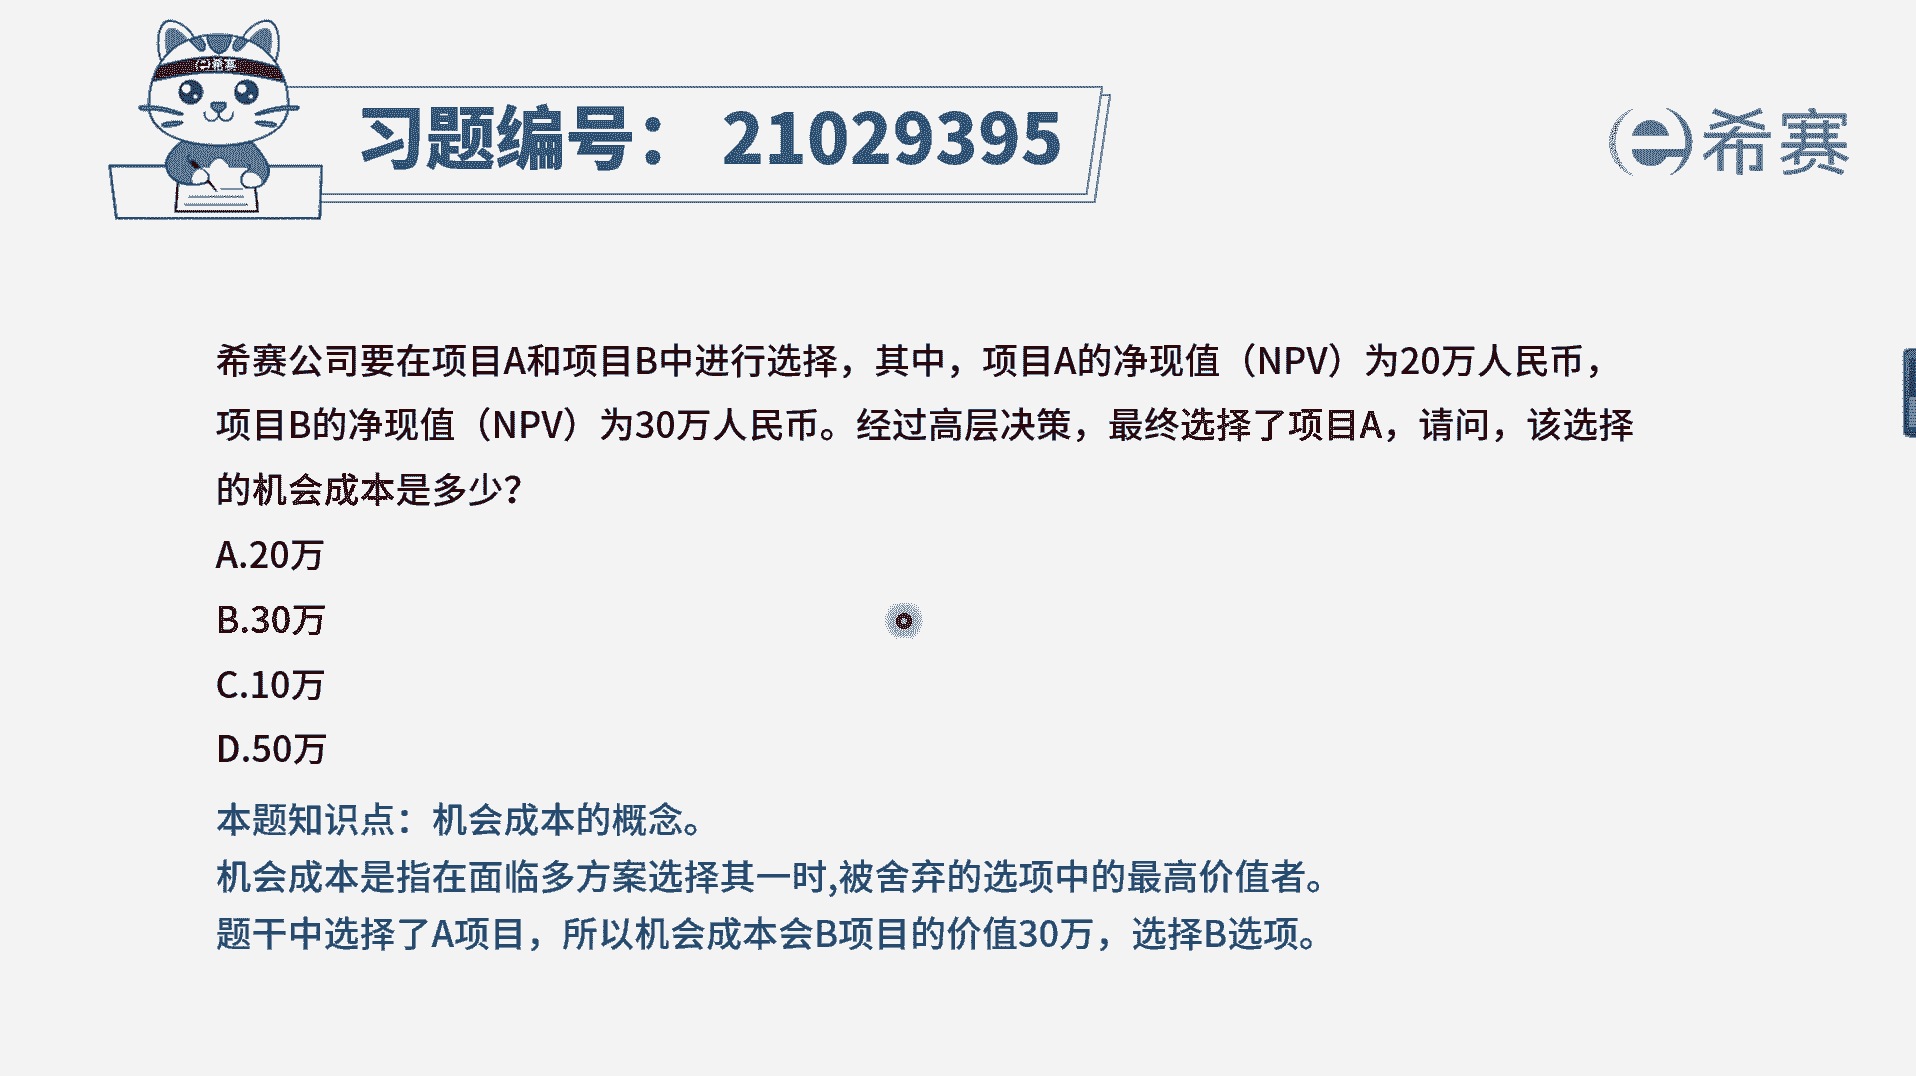 希赛
习题编号： 21029395
希赛
希赛公司要在项目A和项目B中进行选择，其中，项目A的净现值（NPV）为20万人民币，
项目B的净现值（NPV）为30万人民币。经过高层决策，最终选择了项目A，请问，该选择
的机会成本是多少？
A.20万
B.30万
C.10万
D.50万
本题知识点：机会成本的概念。
机会成本是指在面临多方案选择其一时,被舍弃的选项中的最高价值者。
题干中选择了A项目，所以机会成本会B项目的价值30万，选择B选项。